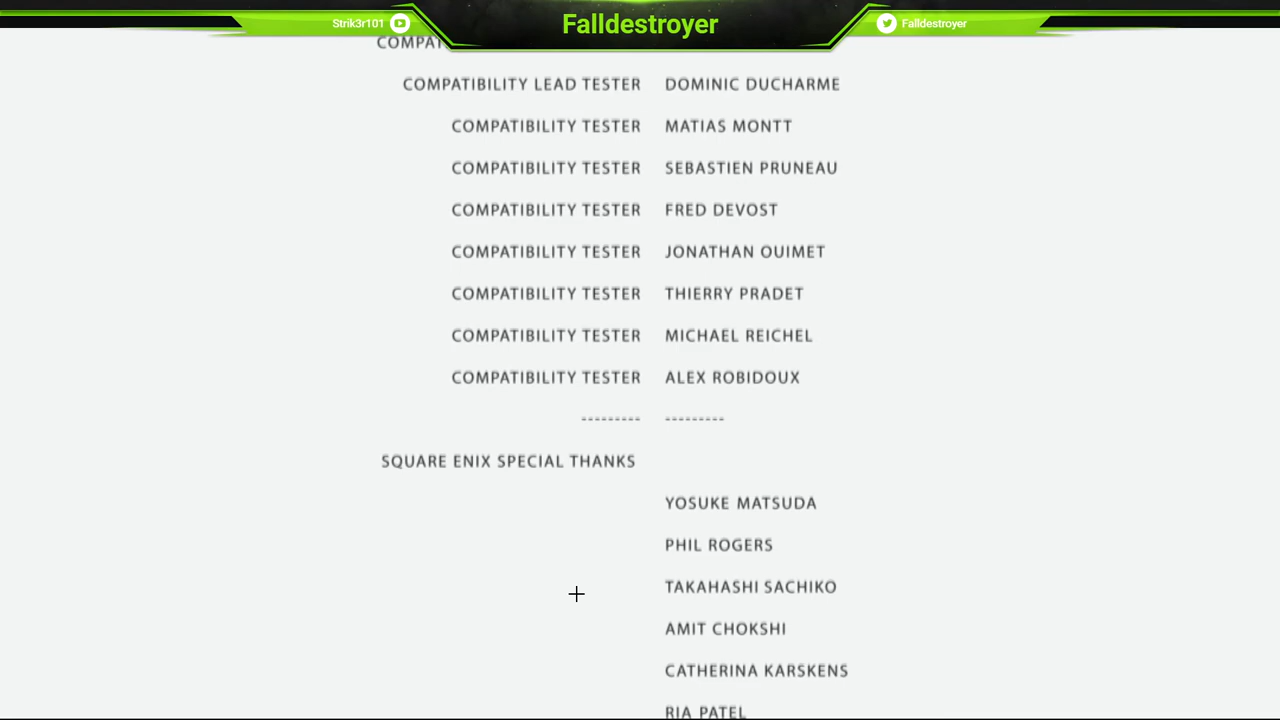 Strik3r101
Falldestroyer
Falldestroyer
COMPAT
COMPATIBILITY LEAD TESTER DOMINIC DUCHARME
COMPATIBILITY TESTER MATIAS MONTT
COMPATIBILITY TESTER SEBASTIEN PRUNEAU
COMPATIBILITY TESTER FRED DEVOST
COMPATIBILITY TESTER JONATHAN OUIMET
COMPATIBILITY TESTER THIERRY PRADET
COMPATIBILITY TESTER MICHAEL REICHEL
COMPATIBILITY TESTER ALEX ROBIDOUX
--------- ---------
SQUARE ENIX SPECIAL THANKS
YOSUKE MATSUDA
PHIL ROGERS
TAKAHASHI SACHIKO
AMIT CHOKSHI
CATHERINA KARSKENS
RIA PATEL